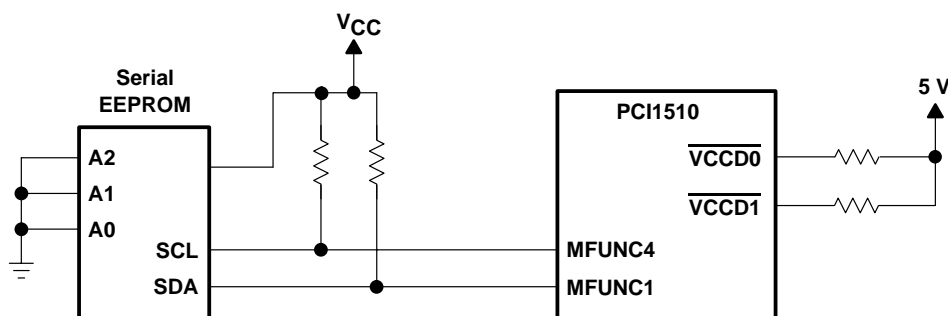 VCC
Serial
EEPROM
5 V
PCI1510
A2
VCCD0
A1
VCCD1
A0
SCL
MFUNC4
SDA
MFUNC1